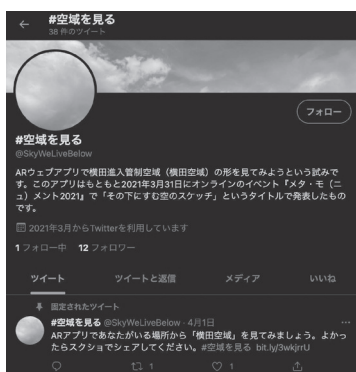 #空域を見る
38 件のツイート
フォロー
#空域を見る
@SkyWeLiveBelow
ARウェブアプリで横田進入管制空域（横田空域）の形を見てみようという試みで
す。このアプリはもともと2021年3月31日にオンラインのイベント『メタ・モ（ニ
ュ）メント2021』で「その下にすむ空のスケッチ」というタイトルで発表したもの
です。
2021年3月からTwitterを利用しています
1 フォロー中 12 フォロワー
ツイート ツイートと返信 メディア いいね
固定されたツイート
#空域を見る @SkyWeLiveBelow · 4月1日
ARアプリであなたがいる場所から「横田空域」を見てみましょう。よかっ
たらスクショでシェアしてください。#空域を見る bit.ly/3wkjrrU
1 1